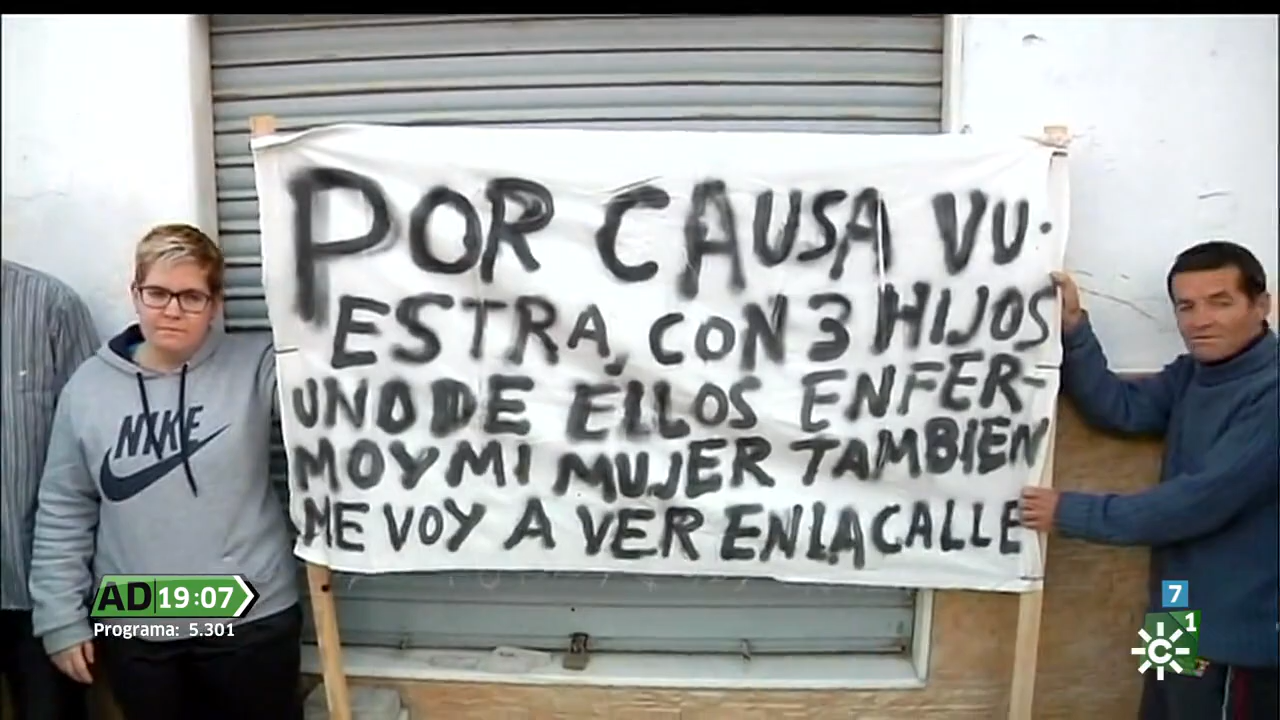 POR CAUSA VU·
ESTRA, CON 3 HIJOS
UNO DE ÉLLOS ENFER-
MO Y MI MUJER TAMBIEN
ME VOY A VER EN LA CALLE
NIKE
AD 19:07
Programa: 5.301
7
1
C